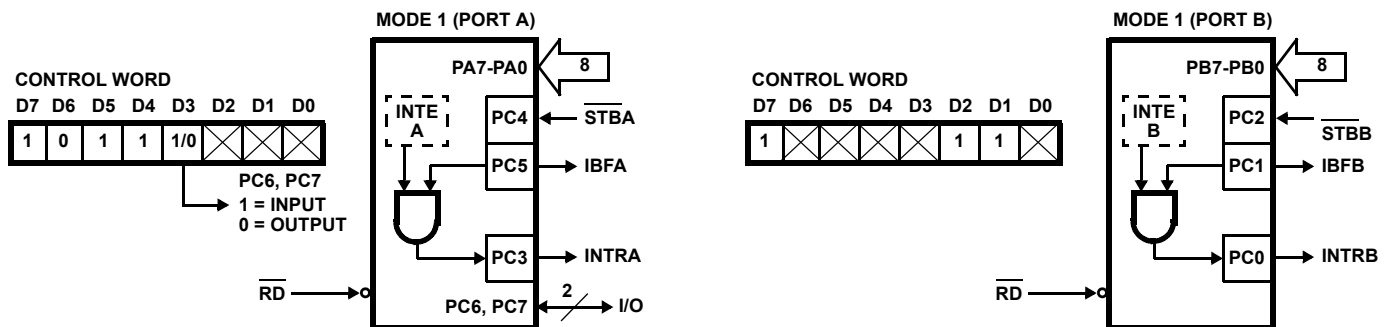 MODE 1 (PORT A)
CONTROL WORD
D7 D6 D5 D4 D3 D2 D1 D0
1 0 1 1 1/0
PC6, PC7
1 = INPUT
0 = OUTPUT
PA7-PA0
8
INTE
A
PC4
STBA
PC5
IBFA
PC3
INTRA
RD
PC6, PC7
2
I/O
MODE 1 (PORT B)
CONTROL WORD
D7 D6 D5 D4 D3 D2 D1 D0
1 1 1
PB7-PB0
8
INTE
B
PC2
STBB
PC1
IBFB
PC0
INTRB
RD